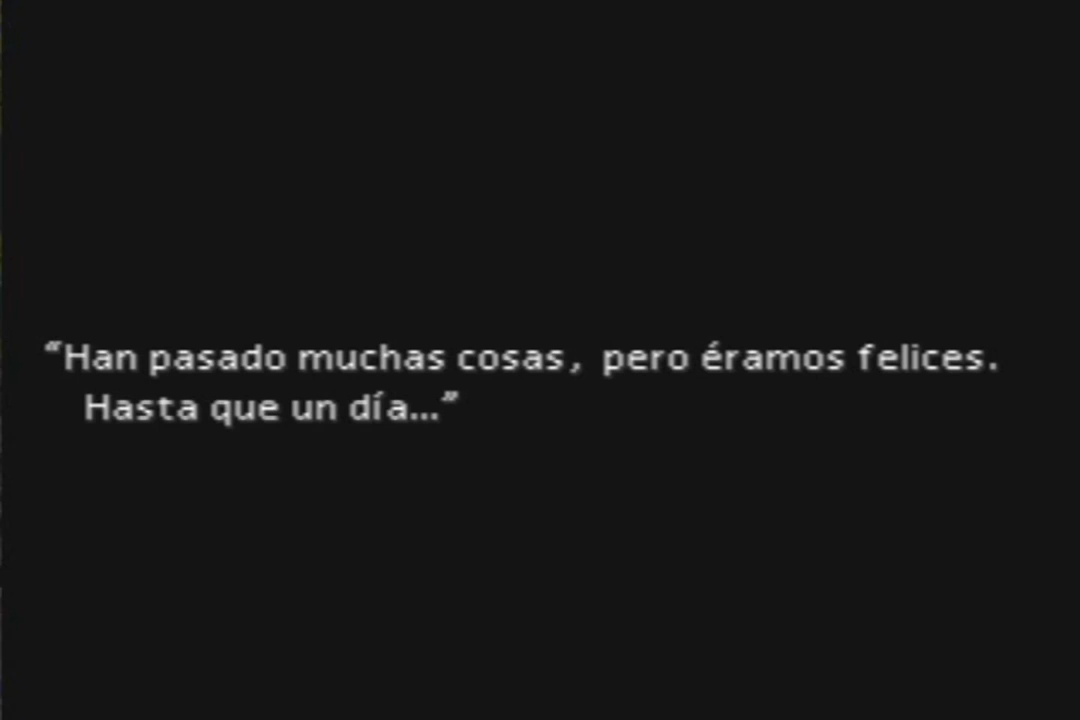 “Han pasado muchas cosas, pero éramos felices.
Hasta que un día...”